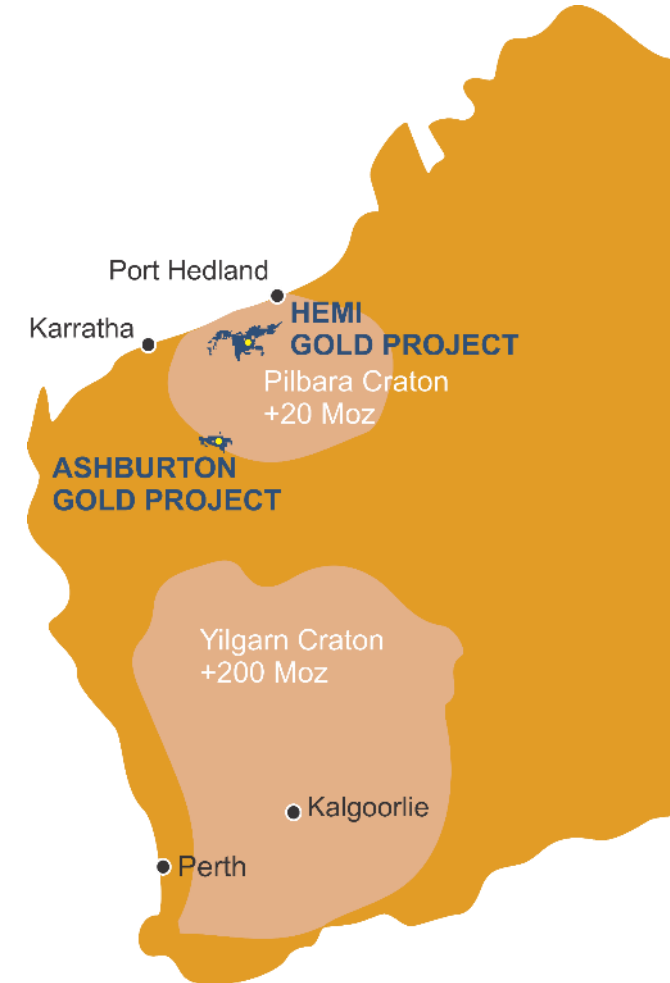 Port Hedland
Karratha
HEMI
GOLD PROJECT
Pilbara Craton
+20 Moz
ASHBURTON
GOLD PROJECT
Yilgarn Craton
+200 Moz
Kalgoorlie
Perth